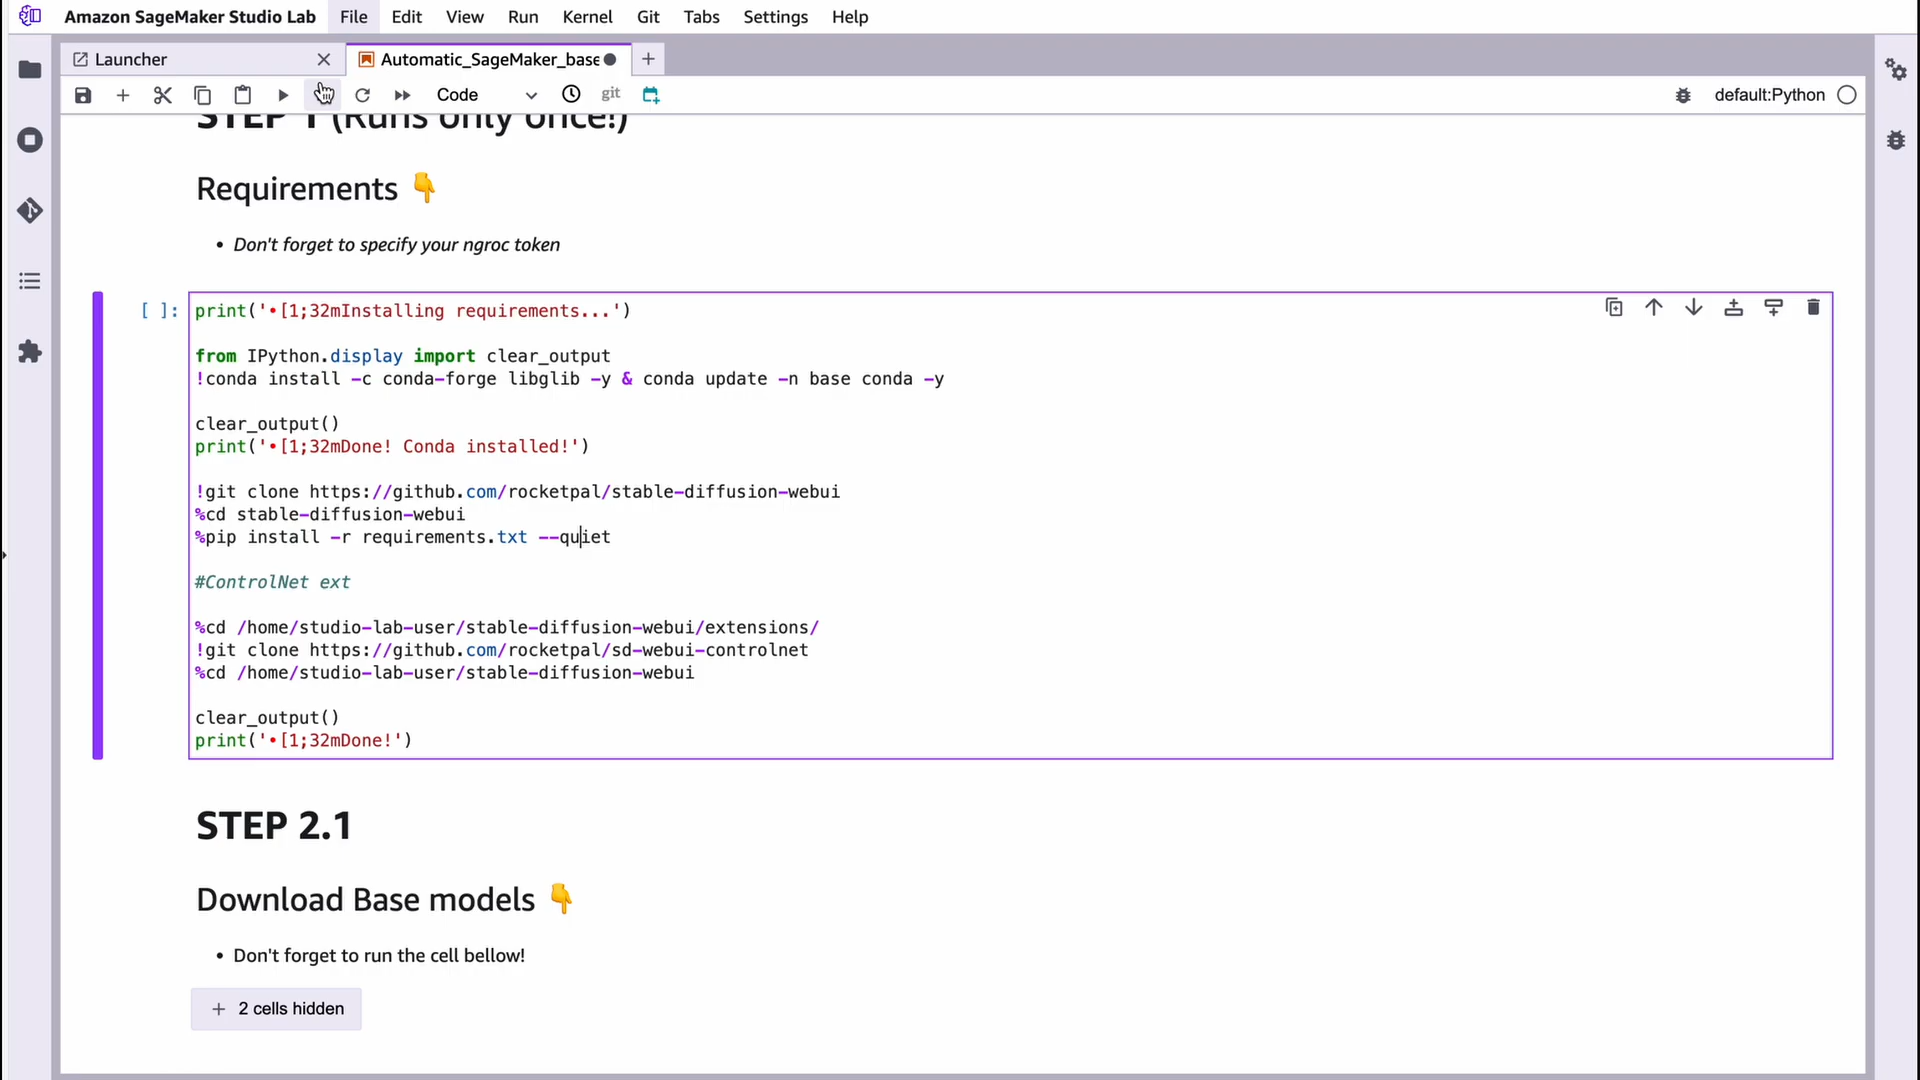 Amazon SageMaker Studio Lab File Edit View Run Kernel Git Tabs Settings Help
Launcher Automatic_SageMaker_base
Code git default:Python
STEP 1 (Runs only once!)
Requirements 👇
• Don't forget to specify your ngroc token
[ ]: print('•[1;32mInstalling requirements...')
from IPython.display import clear_output
!conda install -c conda-forge libglib -y & conda update -n base conda -y
clear_output()
print('•[1;32mDone! Conda installed!')
!git clone https://github.com/rocketpal/stable-diffusion-webui
%cd stable-diffusion-webui
%pip install -r requirements.txt --quiet
#ControlNet ext
%cd /home/studio-lab-user/stable-diffusion-webui/extensions/
!git clone https://github.com/rocketpal/sd-webui-controlnet
%cd /home/studio-lab-user/stable-diffusion-webui
clear_output()
print('•[1;32mDone!')
STEP 2.1
Download Base models 👇
• Don't forget to run the cell bellow!
+ 2 cells hidden